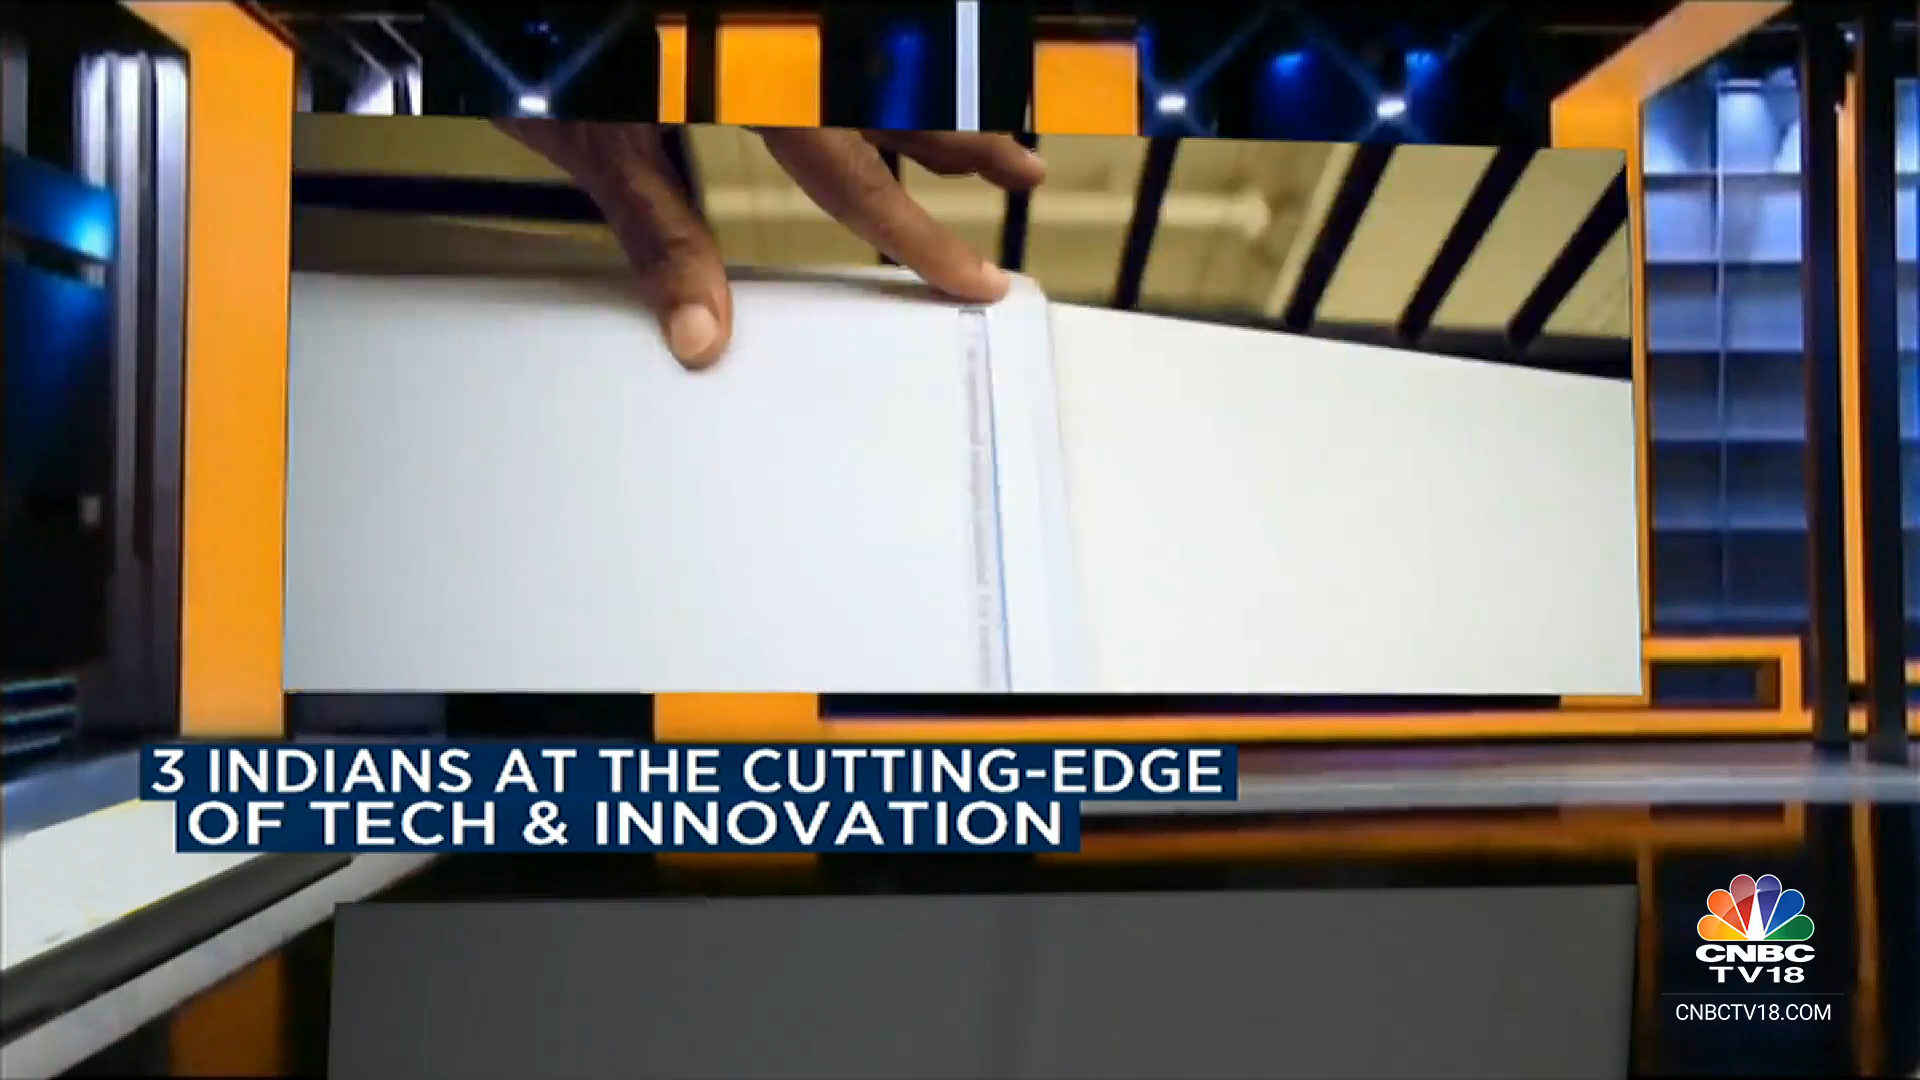 3 INDIANS AT THE CUTTING-EDGE
OF TECH & INNOVATION
CNBC
TV18
CNBCTV18.COM